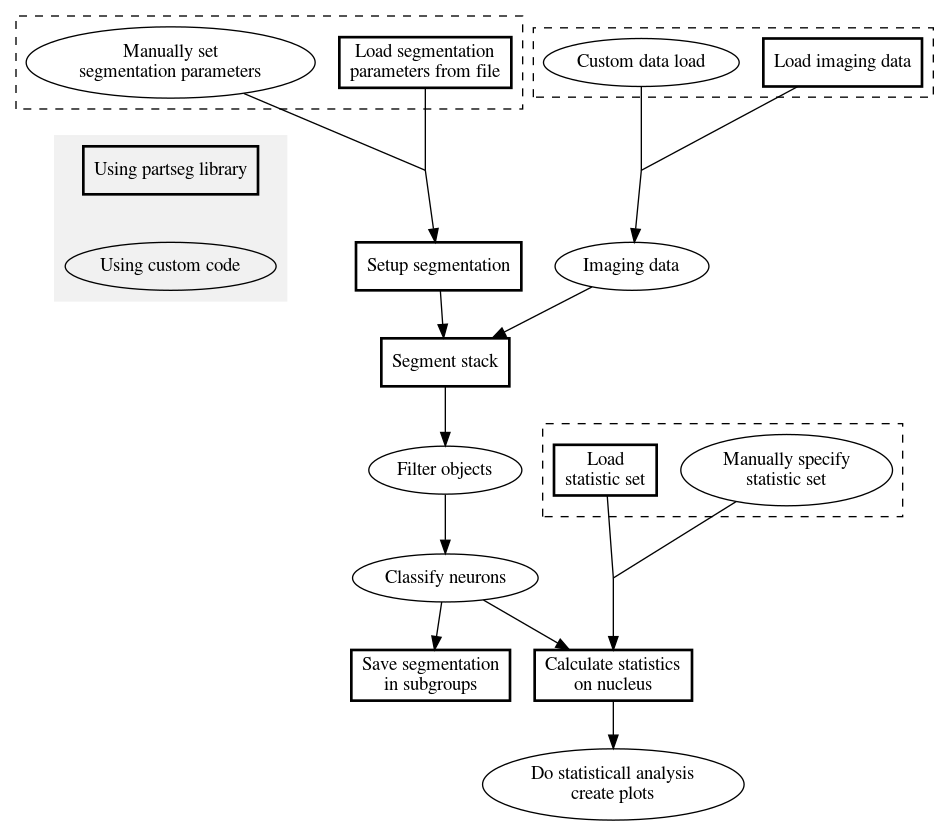 Manually set
segmentation parameters
Load segmentation
parameters from file
Custom data load
Load imaging data
Using partseg library
Using custom code
Setup segmentation
Imaging data
Segment stack
Filter objects
Load
statistic set
Manually specify
statistic set
Classify neurons
Save segmentation
in subgroups
Calculate statistics
on nucleus
Do statisticall analysis
create plots